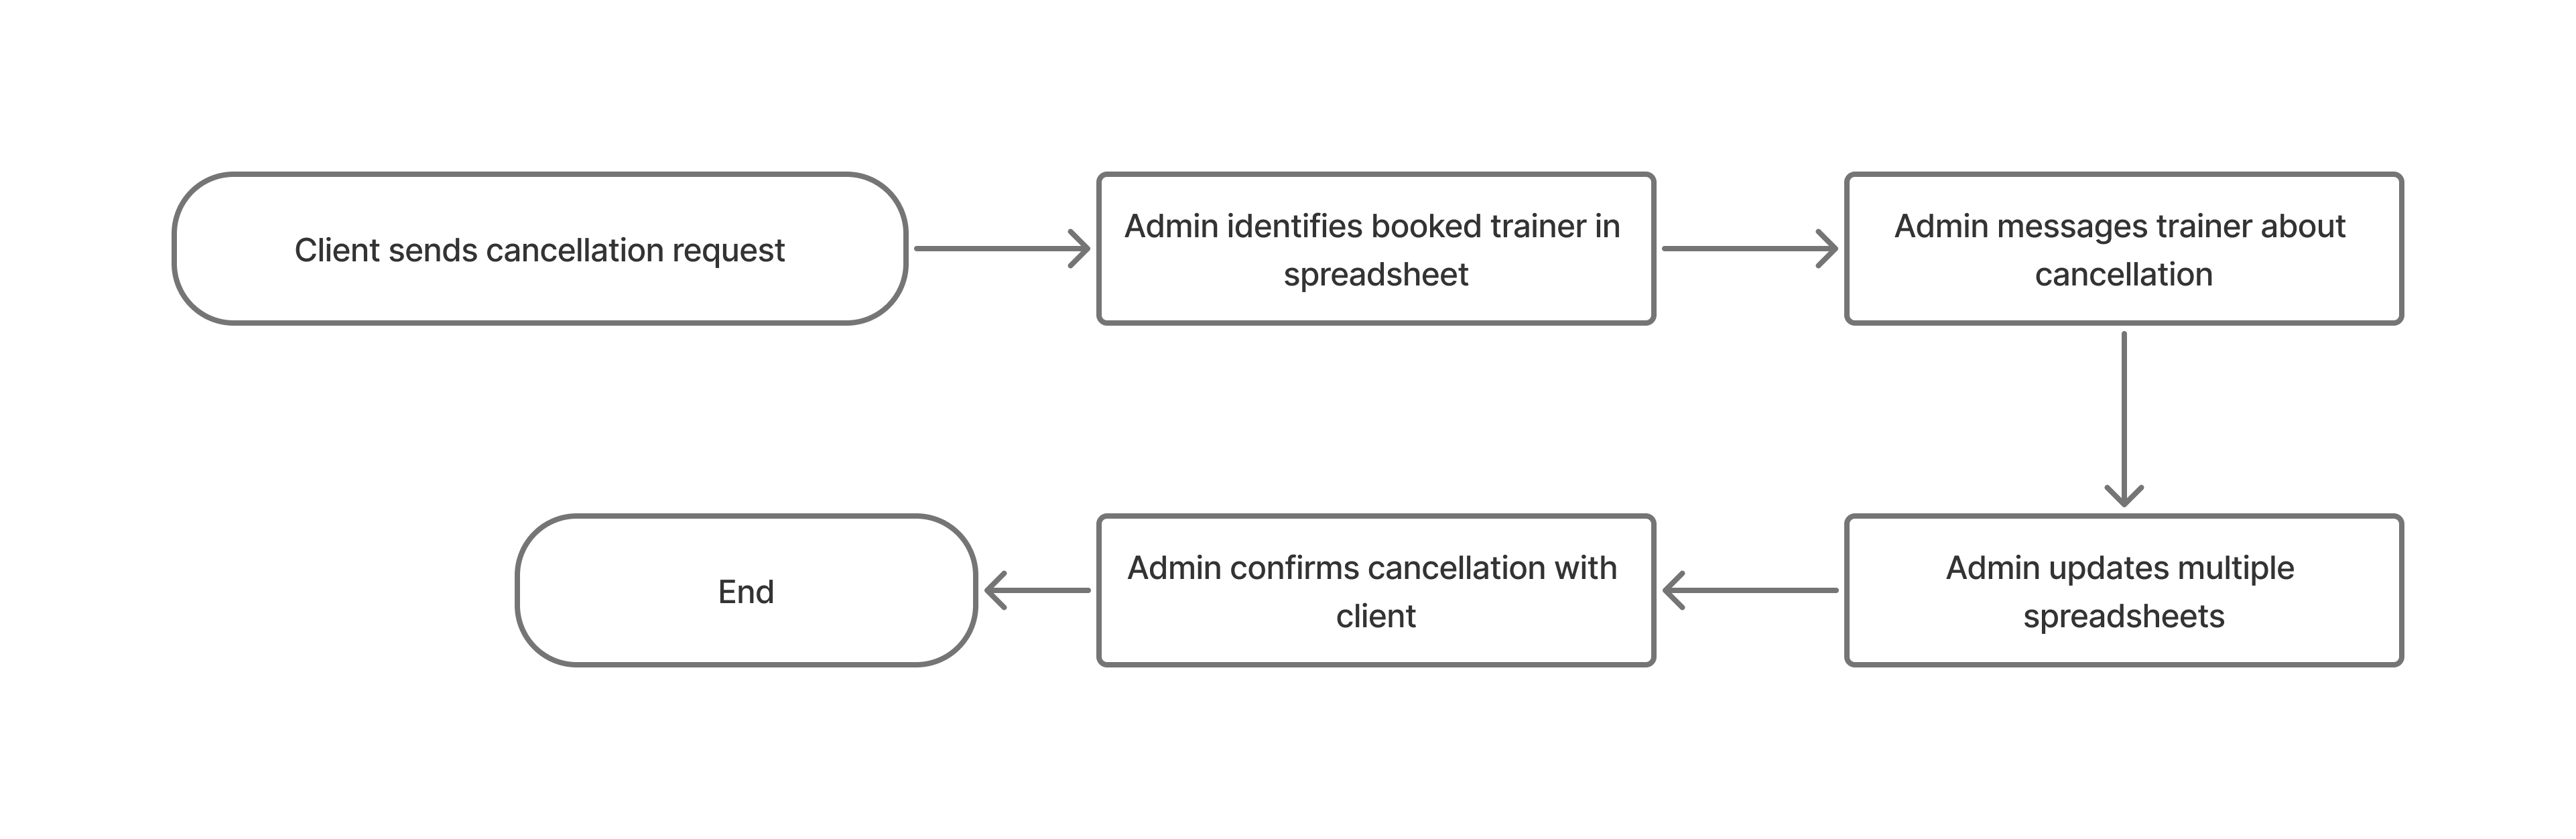 Client sends cancellation request
Admin identifies booked trainer in
spreadsheet
Admin messages trainer about
cancellation
Admin updates multiple
spreadsheets
Admin confirms cancellation with
client
End